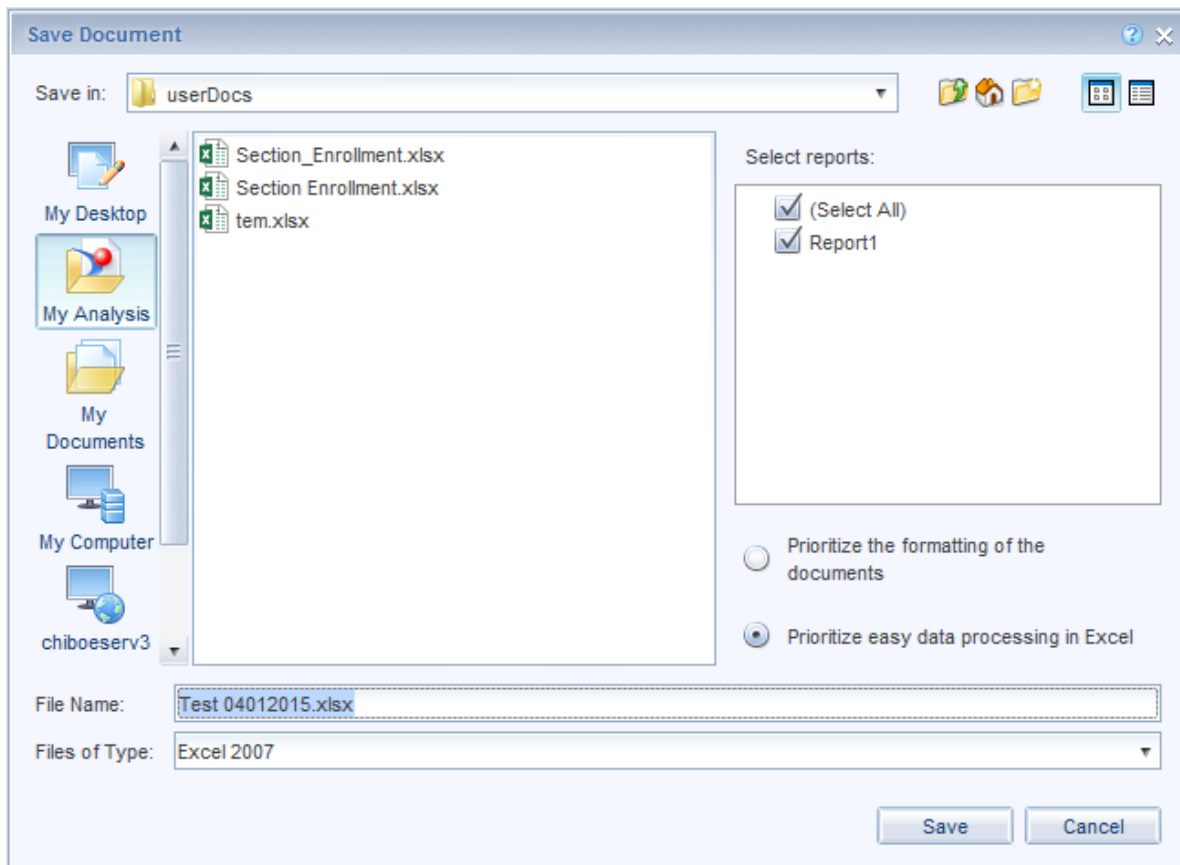 Save Document
Save in: userDocs
My Desktop
My Analysis
My
Documents
My Computer
chiboeserv3
Section_Enrollment.xlsx
Section Enrollment.xlsx
tem.xlsx
Select reports:
(Select All)
Report1
Prioritize the formatting of the
documents
Prioritize easy data processing in Excel
File Name: Test 04012015.xlsx
Files of Type: Excel 2007
Save Cancel